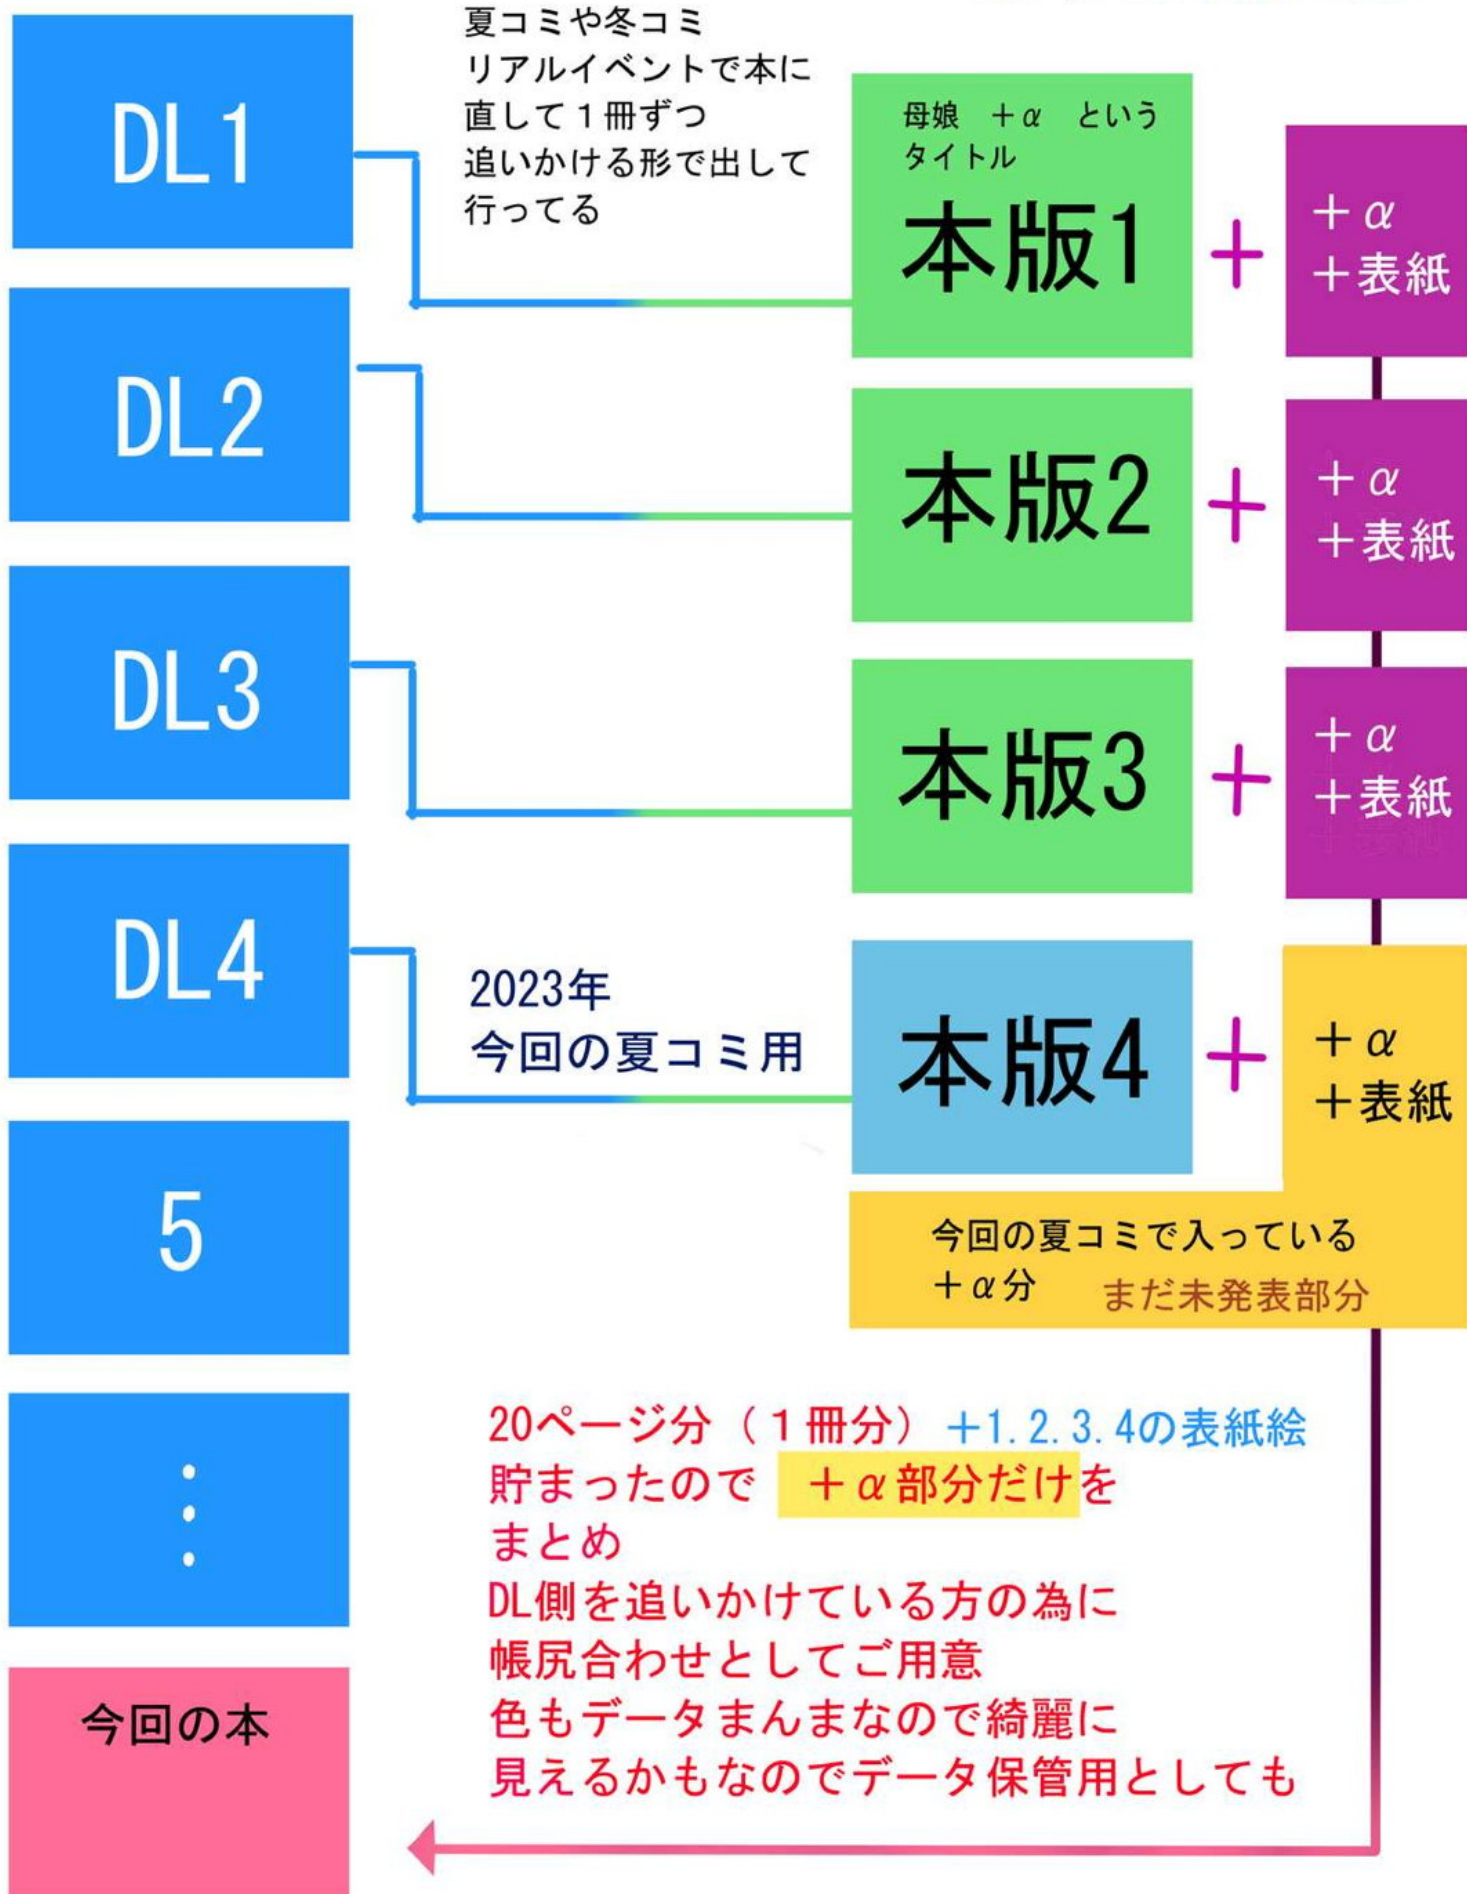 DL1
夏コミや冬コミ
リアルイベントで本に
直して１冊ずつ
追いかける形で出して
行ってる
母娘　＋α　という
タイトル
本版1
＋
＋α
＋表紙
DL2
本版2
＋
＋α
＋表紙
DL3
本版3
＋
＋α
＋表紙
DL4
2023年
今回の夏コミ用
本版4
＋
＋α
＋表紙
5
今回の夏コミで入っている
＋α分　まだ未発表部分
20ページ分（１冊分）＋1.2.3.4の表紙絵
貯まったので　＋α部分だけを
まとめ
DL側を追いかけている方の為に
帳尻合わせとしてご用意
色もデータまんまなので綺麗に
見えるかもなのでデータ保管用としても
今回の本